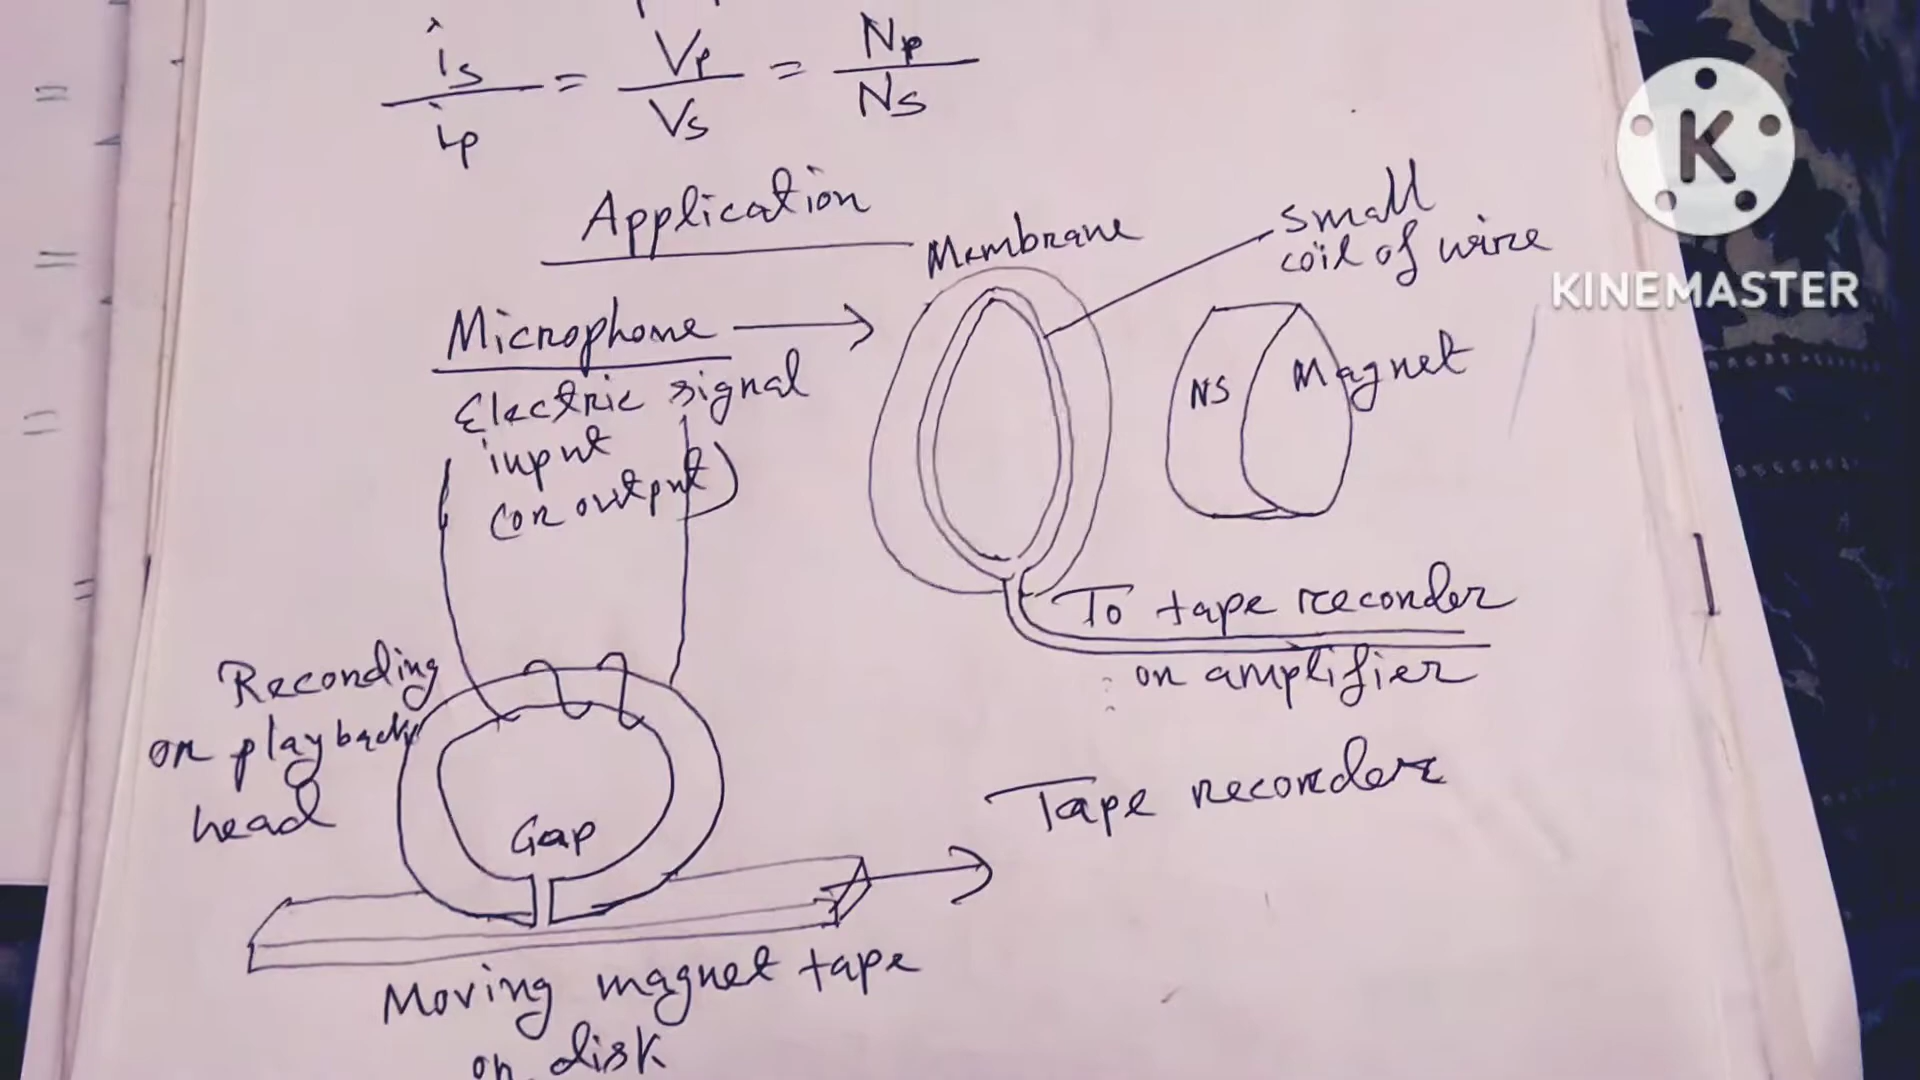 is/ip = Vp/Vs = Np/Ns
Application
Microphone
Membrane
small
coil of wire
NS
Magnet
To tape recorder
or amplifier
Electric signal
input
(or output)
Recording
or playback
head
Gap
Tape recorder
Moving magnet tape
or disk
K
KINEMASTER